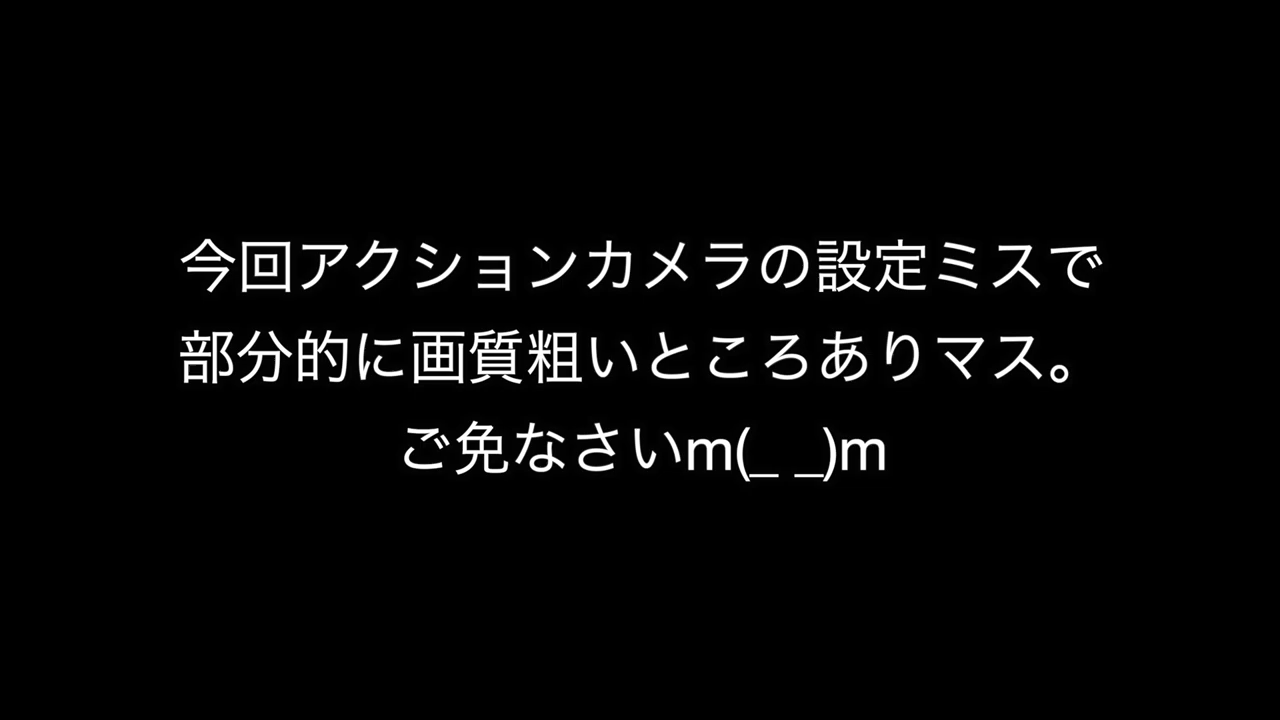 今回アクションカメラの設定ミスで
部分的に画質粗いところありマス。
ご免なさいm(_ _)m